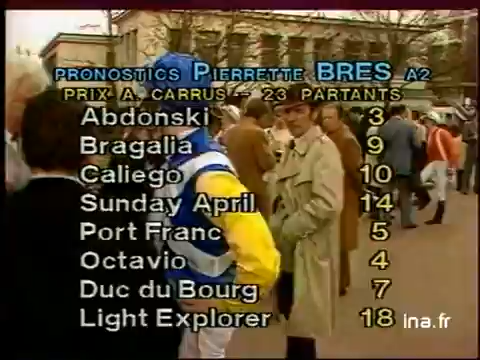 PRONOSTICS PIERRETTE BRES A2
PRIX A. CARRUS - 23 PARTANTS
Abdonski 3
Bragalia 9
Caliego 10
Sunday April 14
Port Franc 5
Octavio 4
Duc du Bourg 7
Light Explorer 18
ina.fr